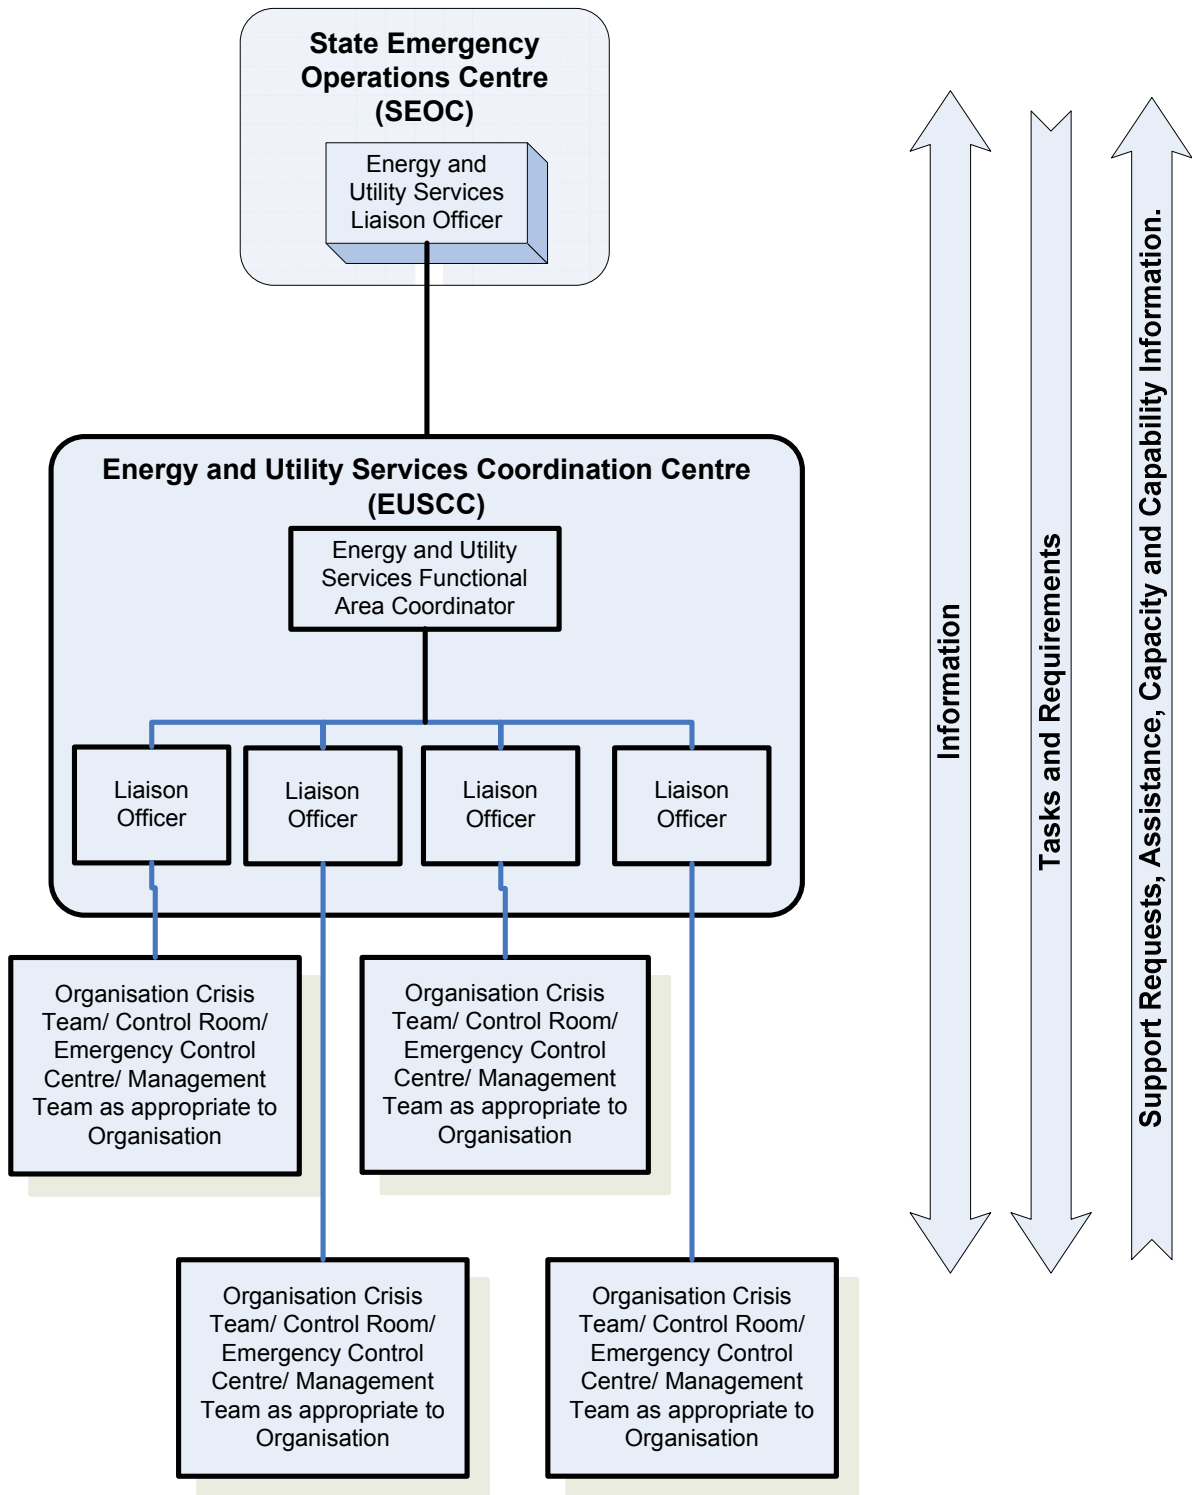 State Emergency
Operations Centre
(SEOC)
Energy and
Utility Services
Liaison Officer
Energy and Utility Services Coordination Centre
(EUSCC)
Energy and Utility
Services Functional
Area Coordinator
Liaison
Officer
Liaison
Officer
Liaison
Officer
Liaison
Officer
Organisation Crisis
Team/ Control Room/
Emergency Control
Centre/ Management
Team as appropriate to
Organisation
Organisation Crisis
Team/ Control Room/
Emergency Control
Centre/ Management
Team as appropriate to
Organisation
Organisation Crisis
Team/ Control Room/
Emergency Control
Centre/ Management
Team as appropriate to
Organisation
Organisation Crisis
Team/ Control Room/
Emergency Control
Centre/ Management
Team as appropriate to
Organisation
Information
Tasks and Requirements
Support Requests, Assistance, Capacity and Capability Information.